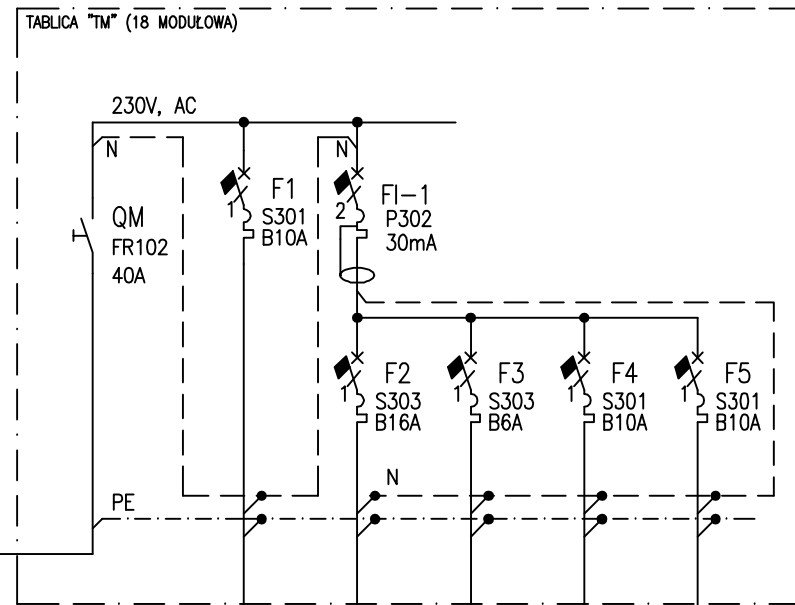 TABLICA "TM" (18 MODUŁOWA)
230V, AC
N
N
QM
FR102
40A
1
F1
S301
B10A
2
FI-1
P302
30mA
1
F2
S303
B16A
1
F3
S303
B6A
1
F4
S301
B10A
1
F5
S301
B10A
N
PE